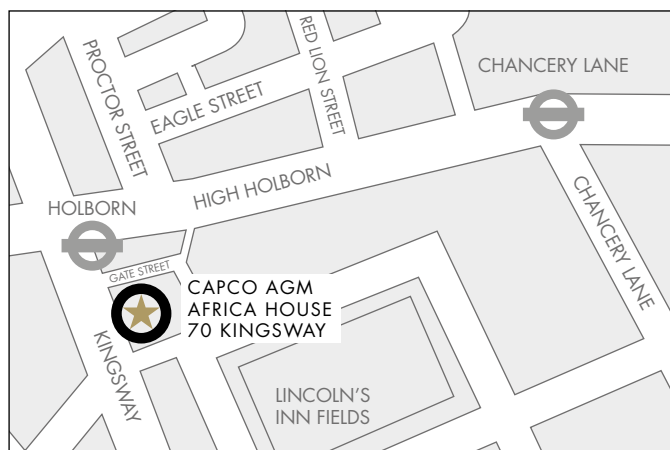 PROCTOR STREET
EAGLE STREET
RED LION STREET
CHANCERY LANE
HIGH HOLBORN
HOLBORN
CHANCERY LANE
GATE STREET
CAPCO AGM
AFRICA HOUSE
70 KINGSWAY
KINGSWAY
LINCOLN'S
INN FIELDS